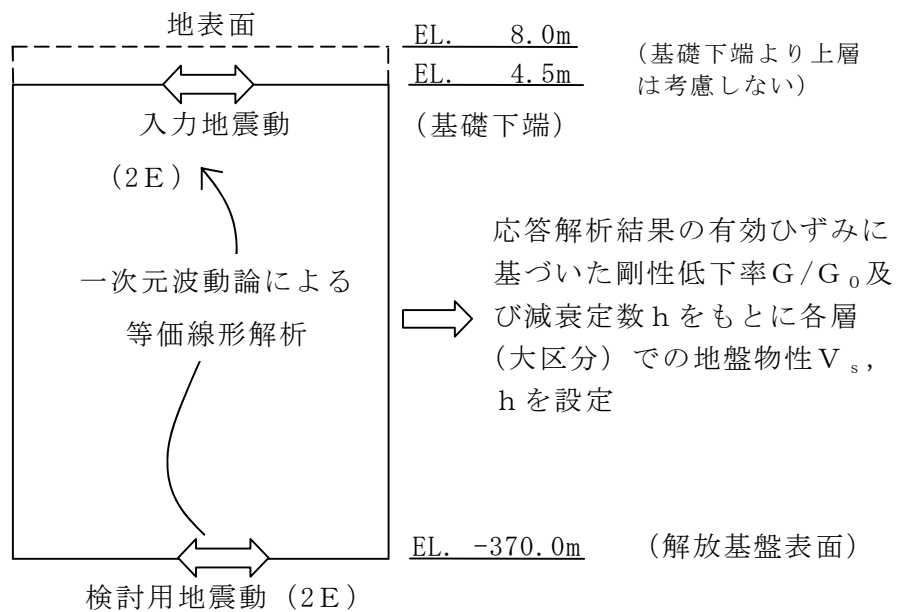 地表面
EL. 8.0m
(基礎下端より上層
は考慮しない)
EL. 4.5m
(基礎下端)
入力地震動
(2E)
一次元波動論による
等価線形解析
応答解析結果の有効ひずみに
基づいた剛性低下率G/G₀及
び減衰定数hをもとに各層
(大区分)での地盤物性Vₛ,
hを設定
EL. -370.0m
(解放基盤表面)
検討用地震動(2E)